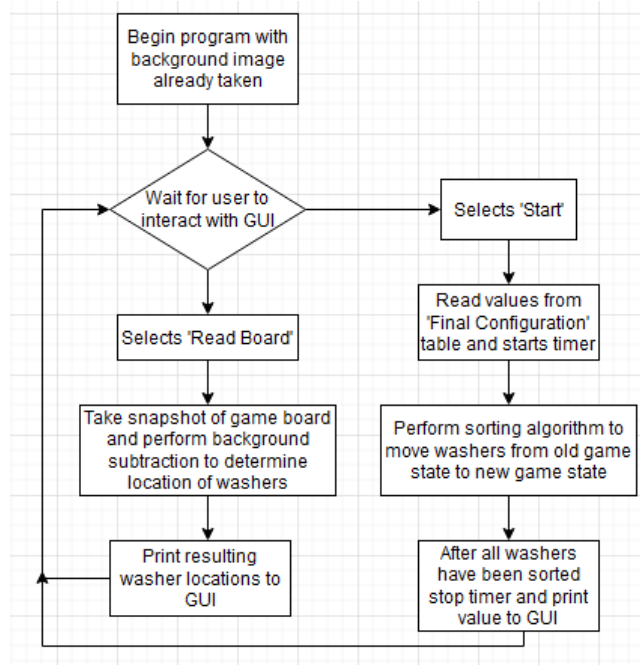 Begin program with
background image
already taken
Wait for user to
interact with GUI
Selects 'Start'
Read values from
'Final Configuration'
table and starts timer
Selects 'Read Board'
Take snapshot of game board
and perform background
subtraction to determine
location of washers
Perform sorting algorithm to
move washers from old game
state to new game state
Print resulting
washer locations to
GUI
After all washers
have been sorted
stop timer and print
value to GUI